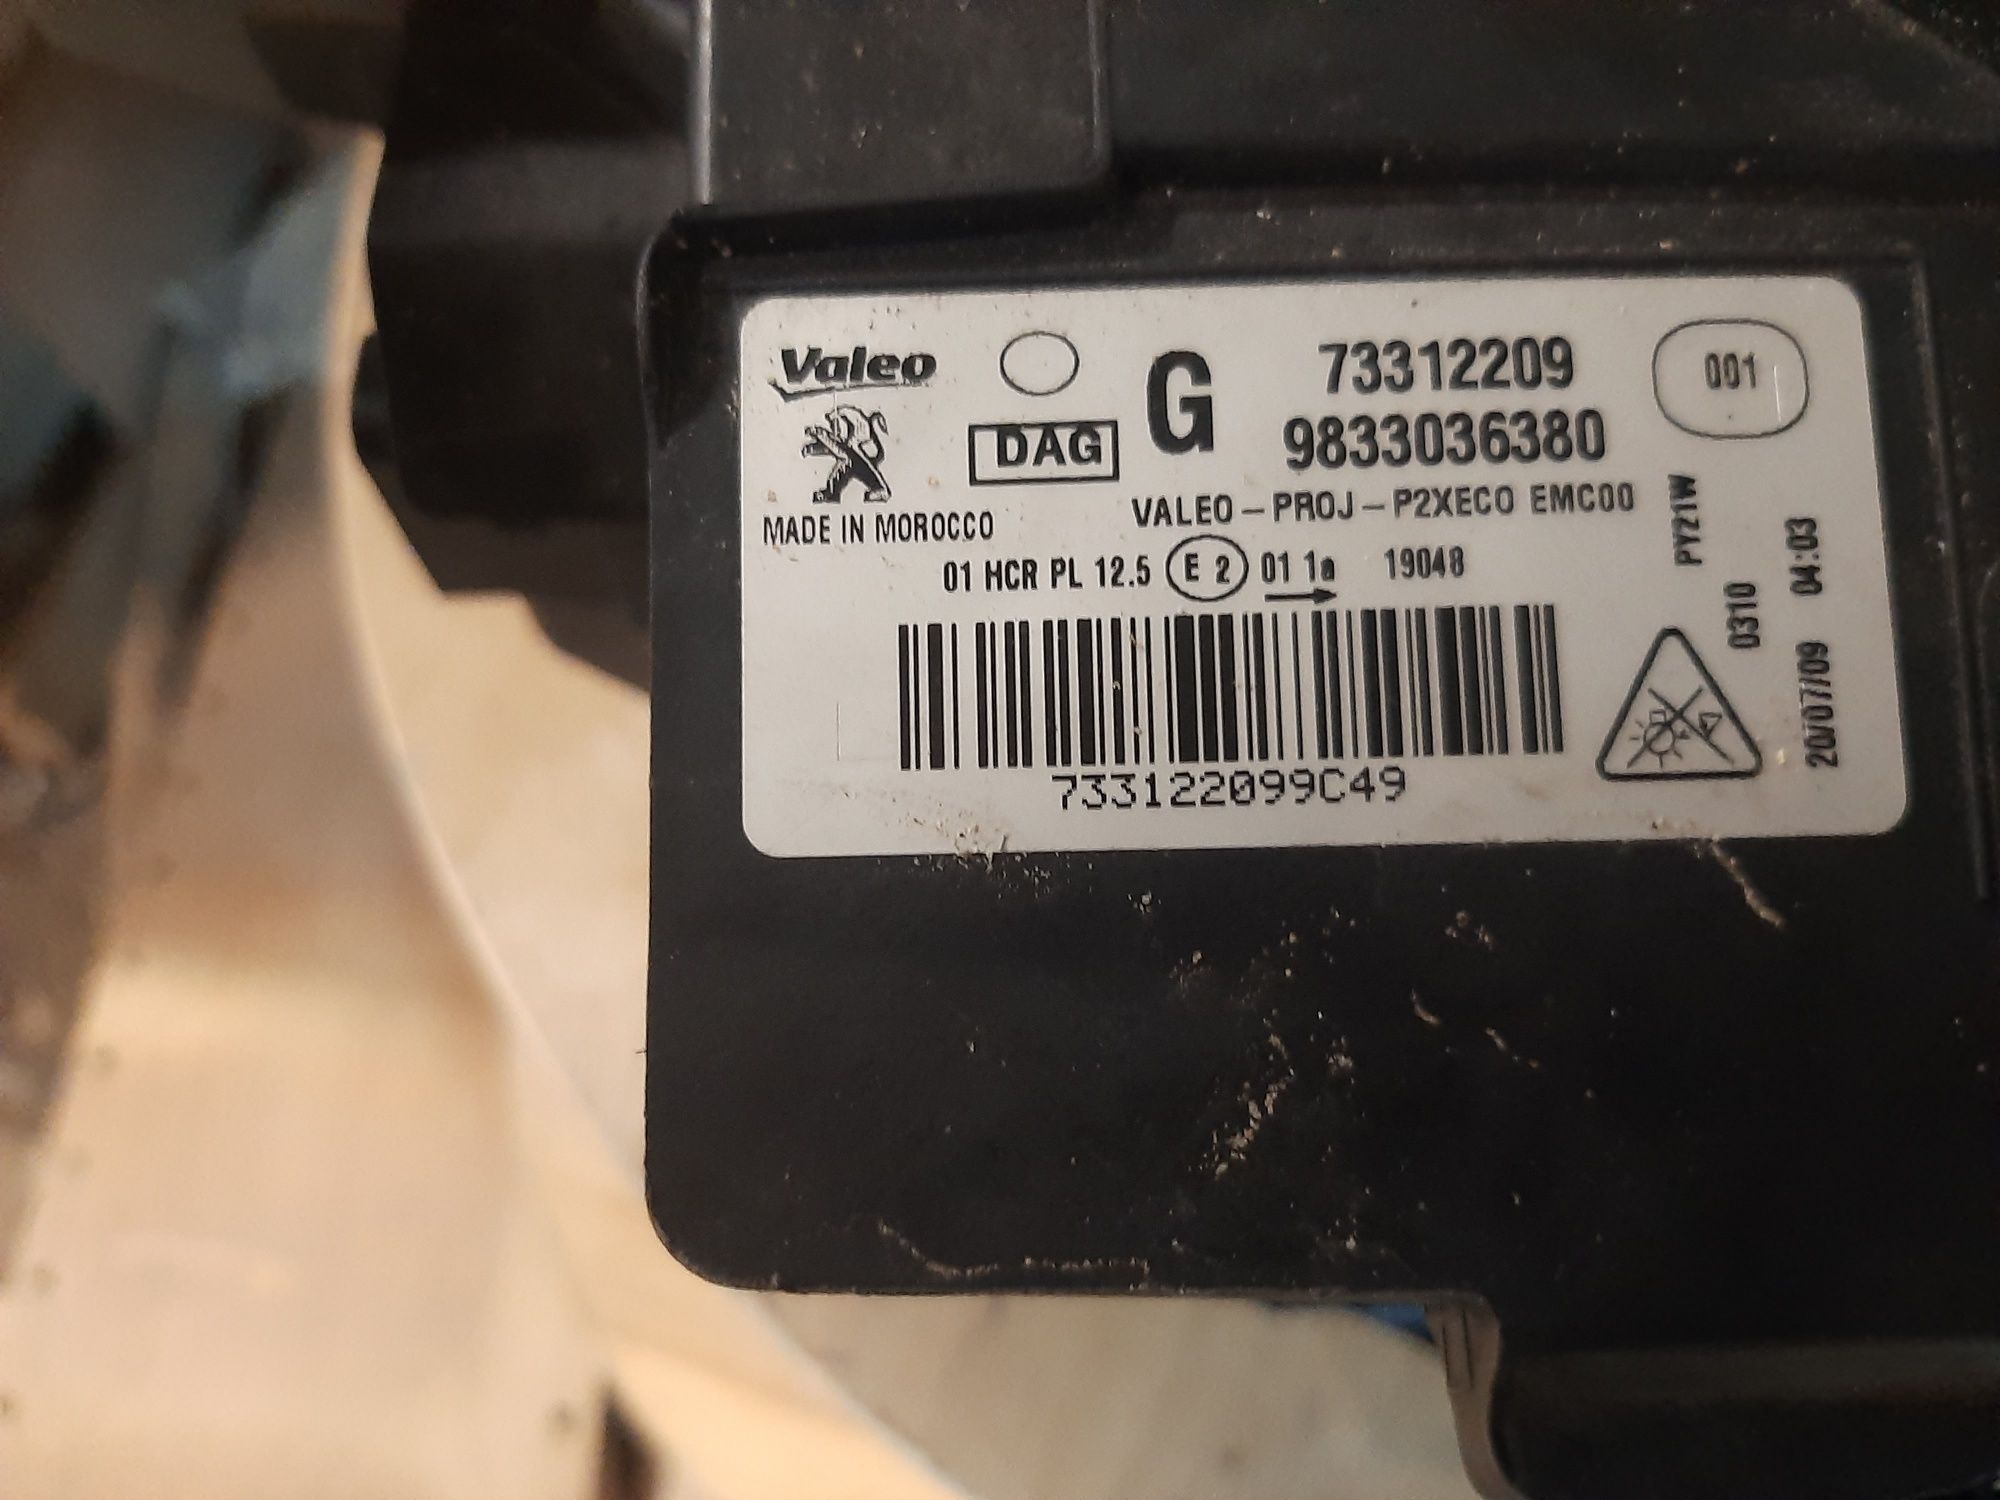 Valeo
DAG
G
73312209
9833036380
001
MADE IN MOROCCO
VALEO-PROJ-P2XECO EMC00
01 HCR PL 12.5 E 2 01 1a 19048
733122099C49
PY21W
0310
20/07/09 04:03